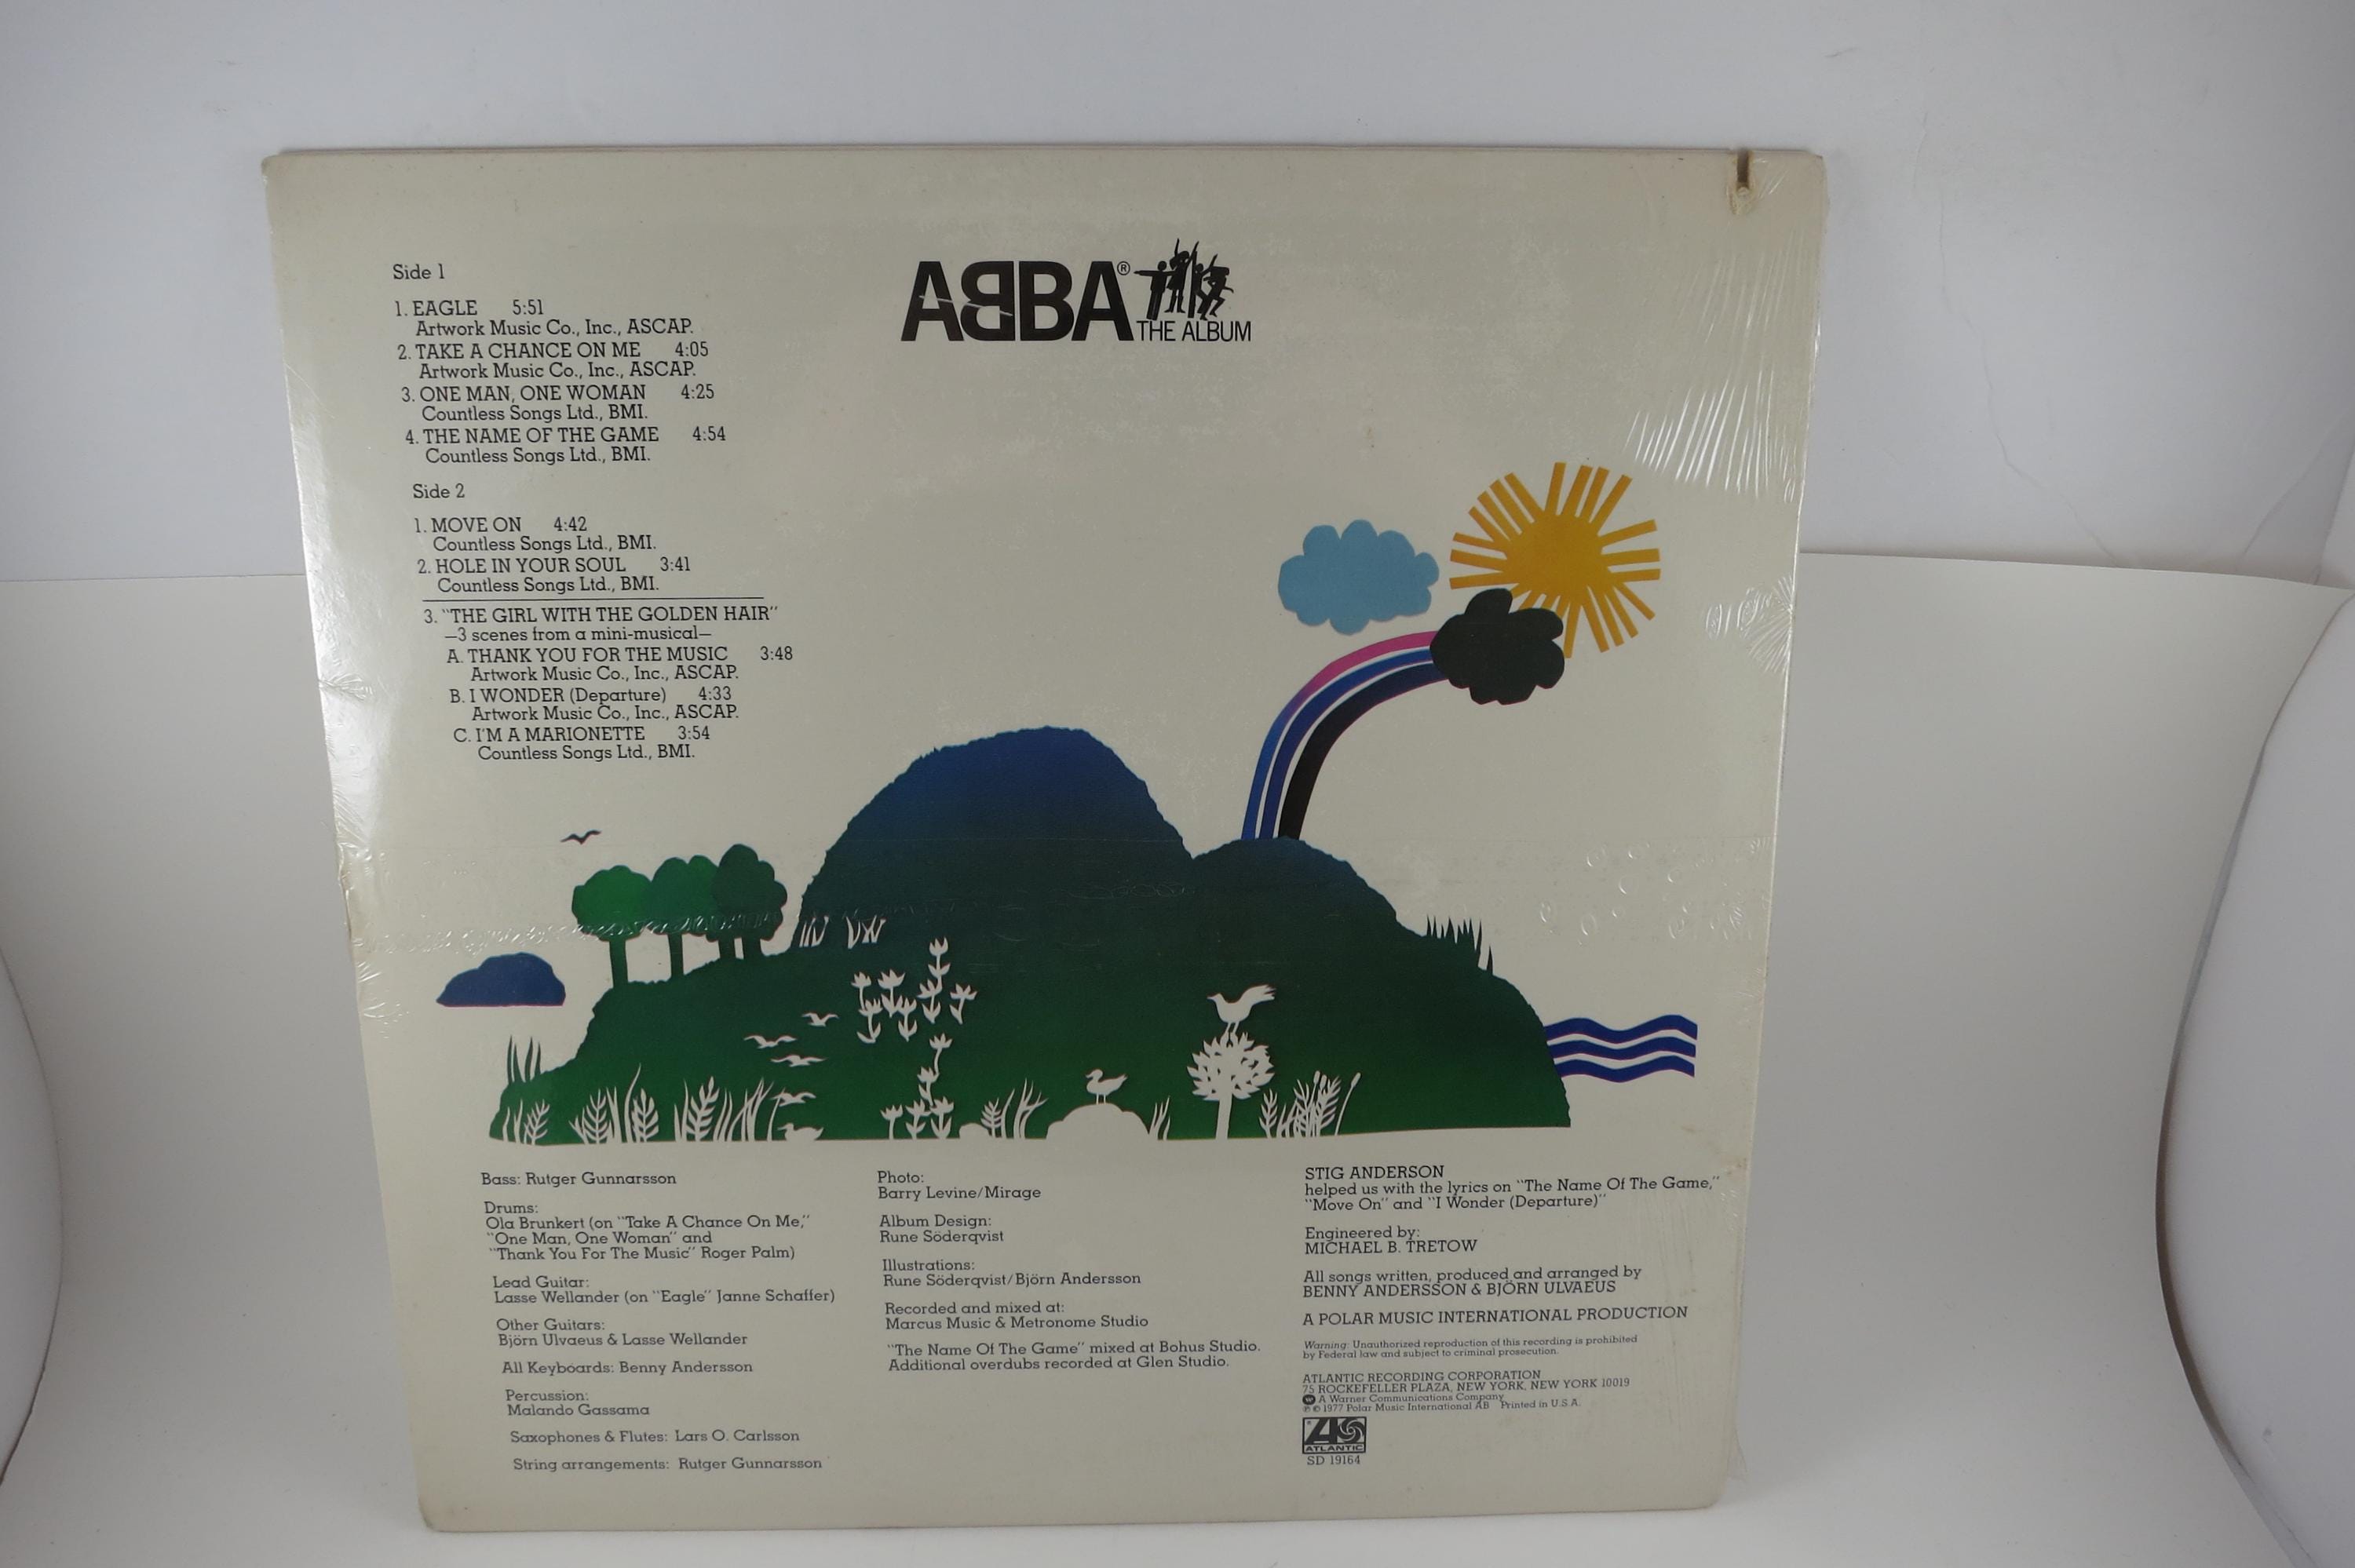 Side 1
1. EAGLE 5:51
Artwork Music Co., Inc., ASCAP.
2. TAKE A CHANCE ON ME 4:05
Artwork Music Co., Inc., ASCAP.
3. ONE MAN, ONE WOMAN 4:25
Countless Songs Ltd., BMI.
4. THE NAME OF THE GAME 4:54
Countless Songs Ltd., BMI.
Side 2
1. MOVE ON 4:42
Countless Songs Ltd., BMI.
2. HOLE IN YOUR SOUL 3:41
Countless Songs Ltd., BMI.
3. "THE GIRL WITH THE GOLDEN HAIR"
—3 scenes from a mini-musical—
A. THANK YOU FOR THE MUSIC 3:48
Artwork Music Co., Inc., ASCAP.
B. I WONDER (Departure) 4:33
Artwork Music Co., Inc., ASCAP.
C. I'M A MARIONETTE 3:54
Countless Songs Ltd., BMI.
ABBA®
THE ALBUM
Bass: Rutger Gunnarsson
Drums:
Ola Brunkert (on "Take A Chance On Me,"
"One Man, One Woman" and
"Thank You For The Music" Roger Palm)
Lead Guitar:
Lasse Wellander (on "Eagle" Janne Schaffer)
Other Guitars:
Björn Ulvaeus & Lasse Wellander
All Keyboards: Benny Andersson
Percussion:
Malando Gassama
Saxophones & Flutes: Lars O. Carlsson
String arrangements: Rutger Gunnarsson
Photo:
Barry Levine/Mirage
Album Design:
Rune Söderqvist
Illustrations:
Rune Söderqvist/Björn Andersson
Recorded and mixed at:
Marcus Music & Metronome Studio
"The Name Of The Game" mixed at Bohus Studio.
Additional overdubs recorded at Glen Studio.
STIG ANDERSON
helped us with the lyrics on "The Name Of The Game,"
"Move On" and "I Wonder (Departure)"
Engineered by:
MICHAEL B. TRETOW
All songs written, produced and arranged by
BENNY ANDERSSON & BJÖRN ULVAEUS
A POLAR MUSIC INTERNATIONAL PRODUCTION
Warning: Unauthorized reproduction of this recording is prohibited
by Federal law and subject to criminal prosecution.
ATLANTIC RECORDING CORPORATION
75 ROCKEFELLER PLAZA, NEW YORK, NEW YORK 10019
A Warner Communications Company
℗ © 1977 Polar Music International AB Printed in U.S.A.
ATLANTIC
SD 19164